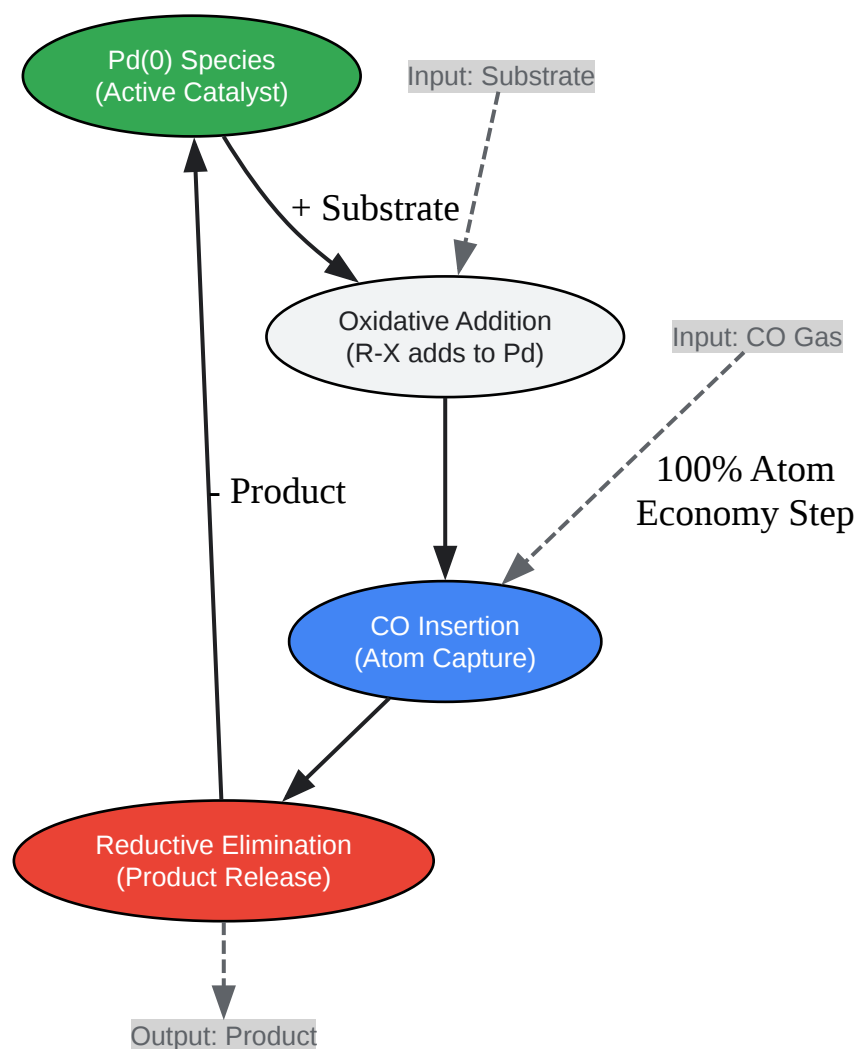 Pd(0) Species
(Active Catalyst)
Input: Substrate
+ Substrate
Oxidative Addition
(R-X adds to Pd)
Input: CO Gas
100% Atom
Economy Step
- Product
CO Insertion
(Atom Capture)
Reductive Elimination
(Product Release)
Output: Product